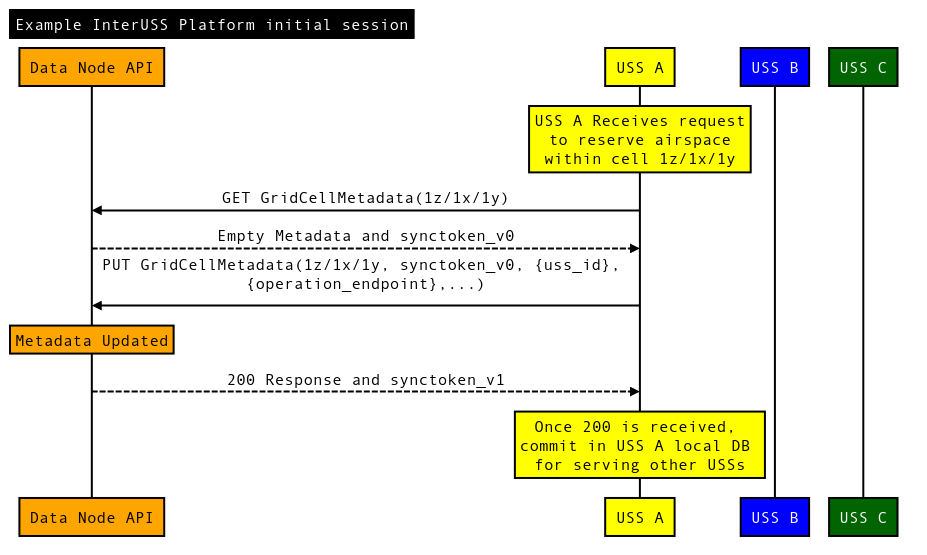 Example InterUSS Platform initial session
Data Node API
USS A
USS B
USS C
USS A Receives request
to reserve airspace
within cell 1z/1x/1y
GET GridCellMetadata(1z/1x/1y)
Empty Metadata and synctoken_v0
PUT GridCellMetadata(1z/1x/1y, synctoken_v0, {uss_id},
{operation_endpoint},...)
Metadata Updated
200 Response and synctoken_v1
Once 200 is received,
commit in USS A local DB
for serving other USSs
Data Node API
USS A
USS B
USS C